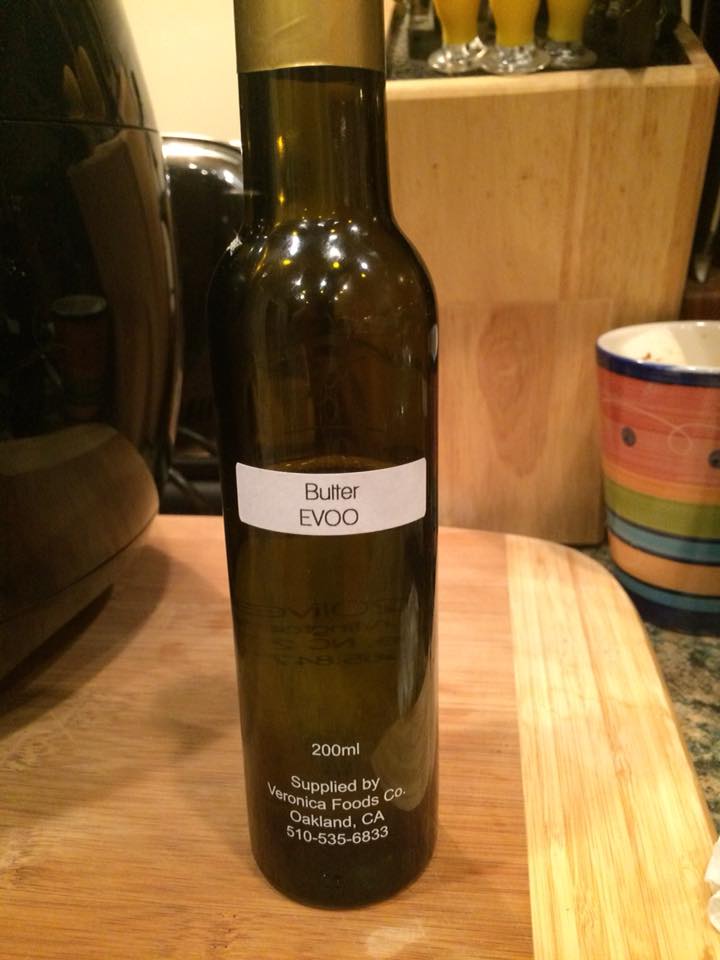 Butter
EVOO
200ml
Supplied by
Veronica Foods Co.
Oakland, CA
510-535-6833